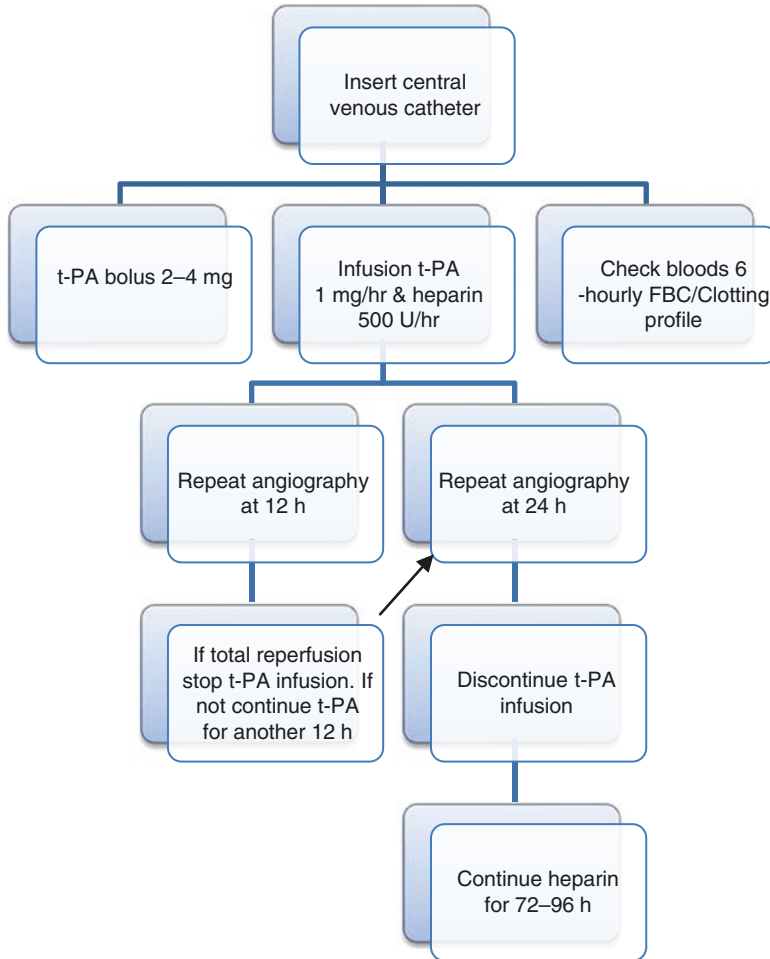 Insert central
venous catheter
t-PA bolus 2–4 mg
Infusion t-PA
1 mg/hr & heparin
500 U/hr
Check bloods 6
-hourly FBC/Clotting
profile
Repeat angiography
at 12 h
Repeat angiography
at 24 h
If total reperfusion
stop t-PA infusion. If
not continue t-PA
for another 12 h
Discontinue t-PA
infusion
Continue heparin
for 72–96 h